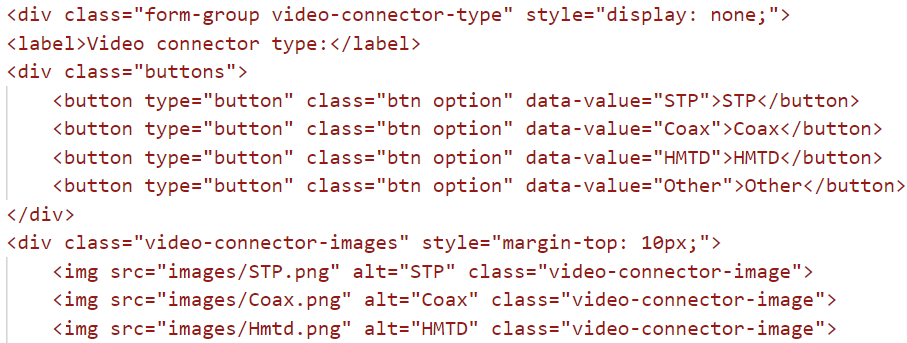 <div class="form-group video-connector-type" style="display: none;">
<label>Video connector type:</label>
<div class="buttons">
    <button type="button" class="btn option" data-value="STP">STP</button>
    <button type="button" class="btn option" data-value="Coax">Coax</button>
    <button type="button" class="btn option" data-value="HMTD">HMTD</button>
    <button type="button" class="btn option" data-value="Other">Other</button>
</div>
<div class="video-connector-images" style="margin-top: 10px;">
    <img src="images/STP.png" alt="STP" class="video-connector-image">
    <img src="images/Coax.png" alt="Coax" class="video-connector-image">
    <img src="images/Hmtd.png" alt="HMTD" class="video-connector-image">